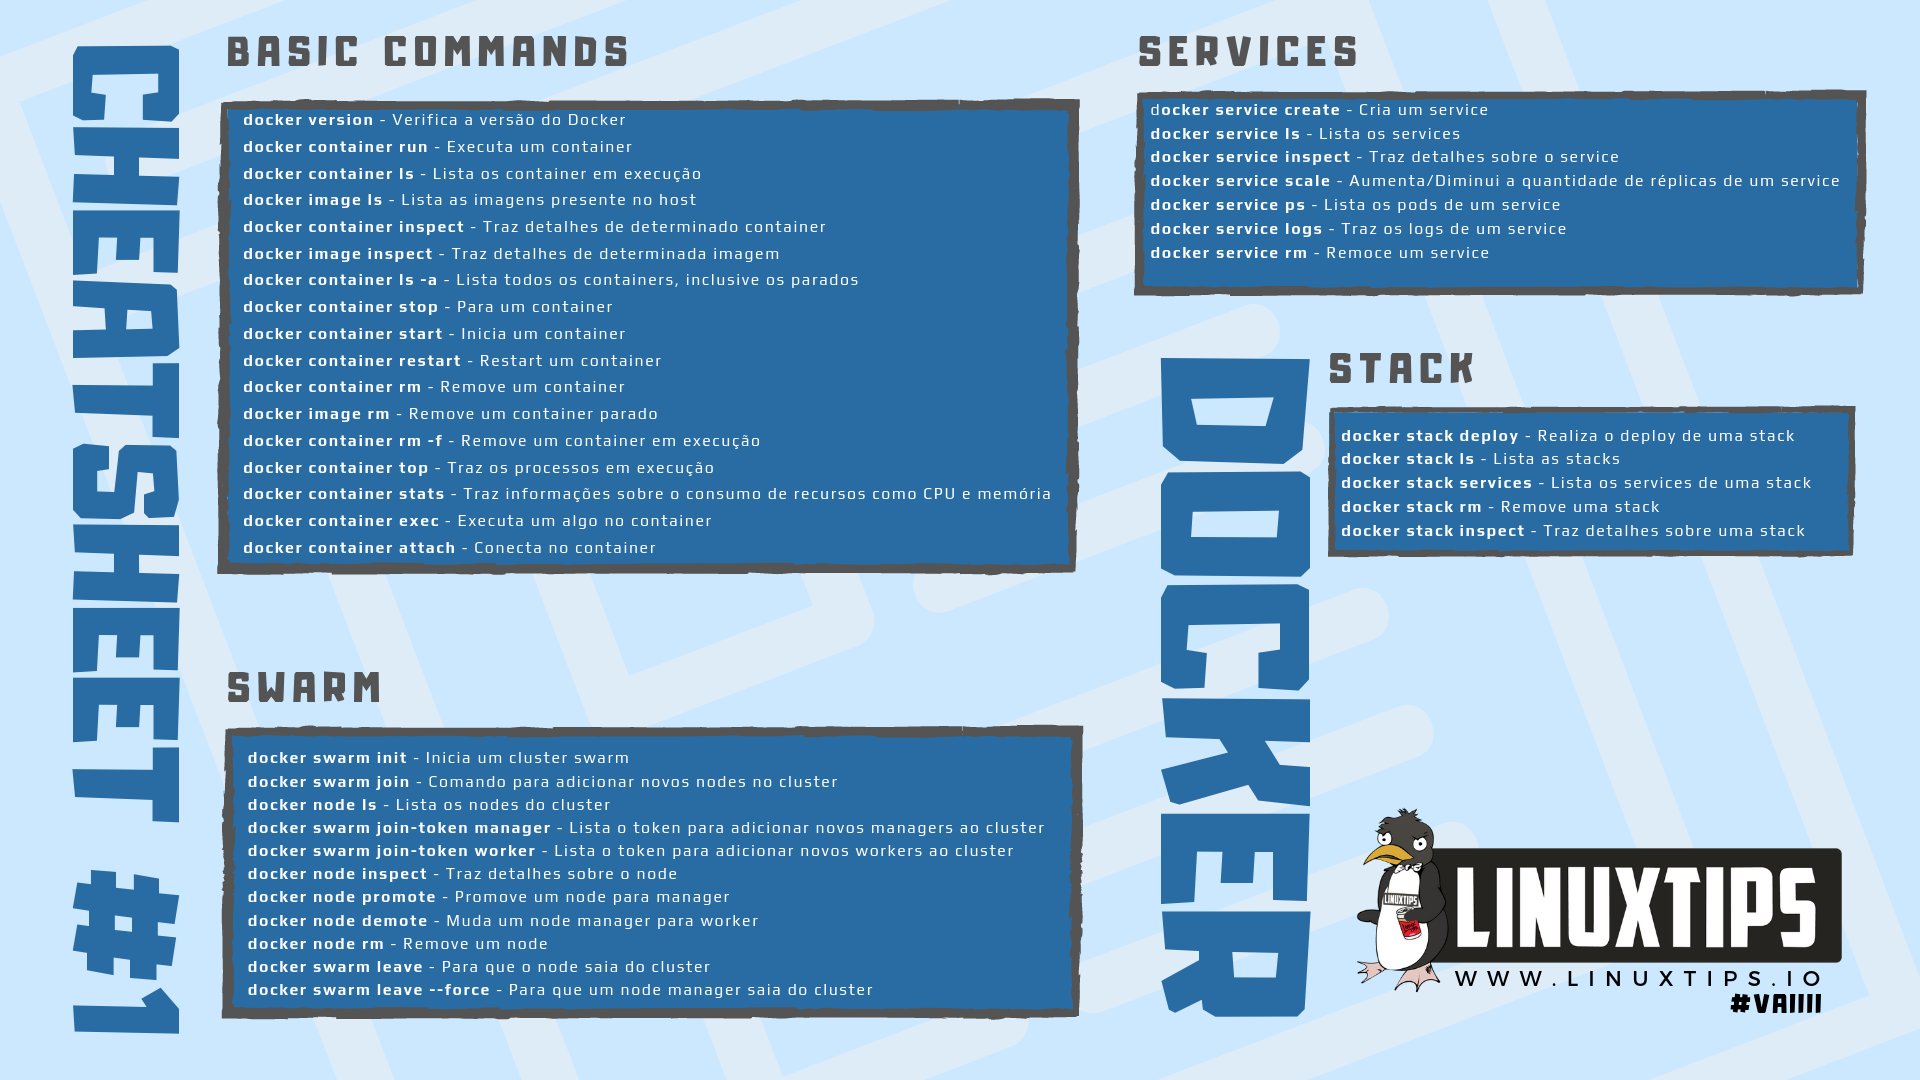 CHEATSHEET #1
BASIC COMMANDS
docker version - Verifica a versão do Docker
docker container run - Executa um container
docker container ls - Lista os container em execução
docker image ls - Lista as imagens presente no host
docker container inspect - Traz detalhes de determinado container
docker image inspect - Traz detalhes de determinada imagem
docker container ls -a - Lista todos os containers, inclusive os parados
docker container stop - Para um container
docker container start - Inicia um container
docker container restart - Restart um container
docker container rm - Remove um container
docker image rm - Remove um container parado
docker container rm -f - Remove um container em execução
docker container top - Traz os processos em execução
docker container stats - Traz informações sobre o consumo de recursos como CPU e memória
docker container exec - Executa um algo no container
docker container attach - Conecta no container
SWARM
docker swarm init - Inicia um cluster swarm
docker swarm join - Comando para adicionar novos nodes no cluster
docker node ls - Lista os nodes do cluster
docker swarm join-token manager - Lista o token para adicionar novos managers ao cluster
docker swarm join-token worker - Lista o token para adicionar novos workers ao cluster
docker node inspect - Traz detalhes sobre o node
docker node promote - Promove um node para manager
docker node demote - Muda um node manager para worker
docker node rm - Remove um node
docker swarm leave - Para que o node saia do cluster
docker swarm leave --force - Para que um node manager saia do cluster
SERVICES
docker service create - Cria um service
docker service ls - Lista os services
docker service inspect - Traz detalhes sobre o service
docker service scale - Aumenta/Diminui a quantidade de réplicas de um service
docker service ps - Lista os pods de um service
docker service logs - Traz os logs de um service
docker service rm - Remoce um service
DOCKER
STACK
docker stack deploy - Realiza o deploy de uma stack
docker stack ls - Lista as stacks
docker stack services - Lista os services de uma stack
docker stack rm - Remove uma stack
docker stack inspect - Traz detalhes sobre uma stack
LINUXTIPS
LINUXTIPS
WWW.LINUXTIPS.IO
#VAIIII